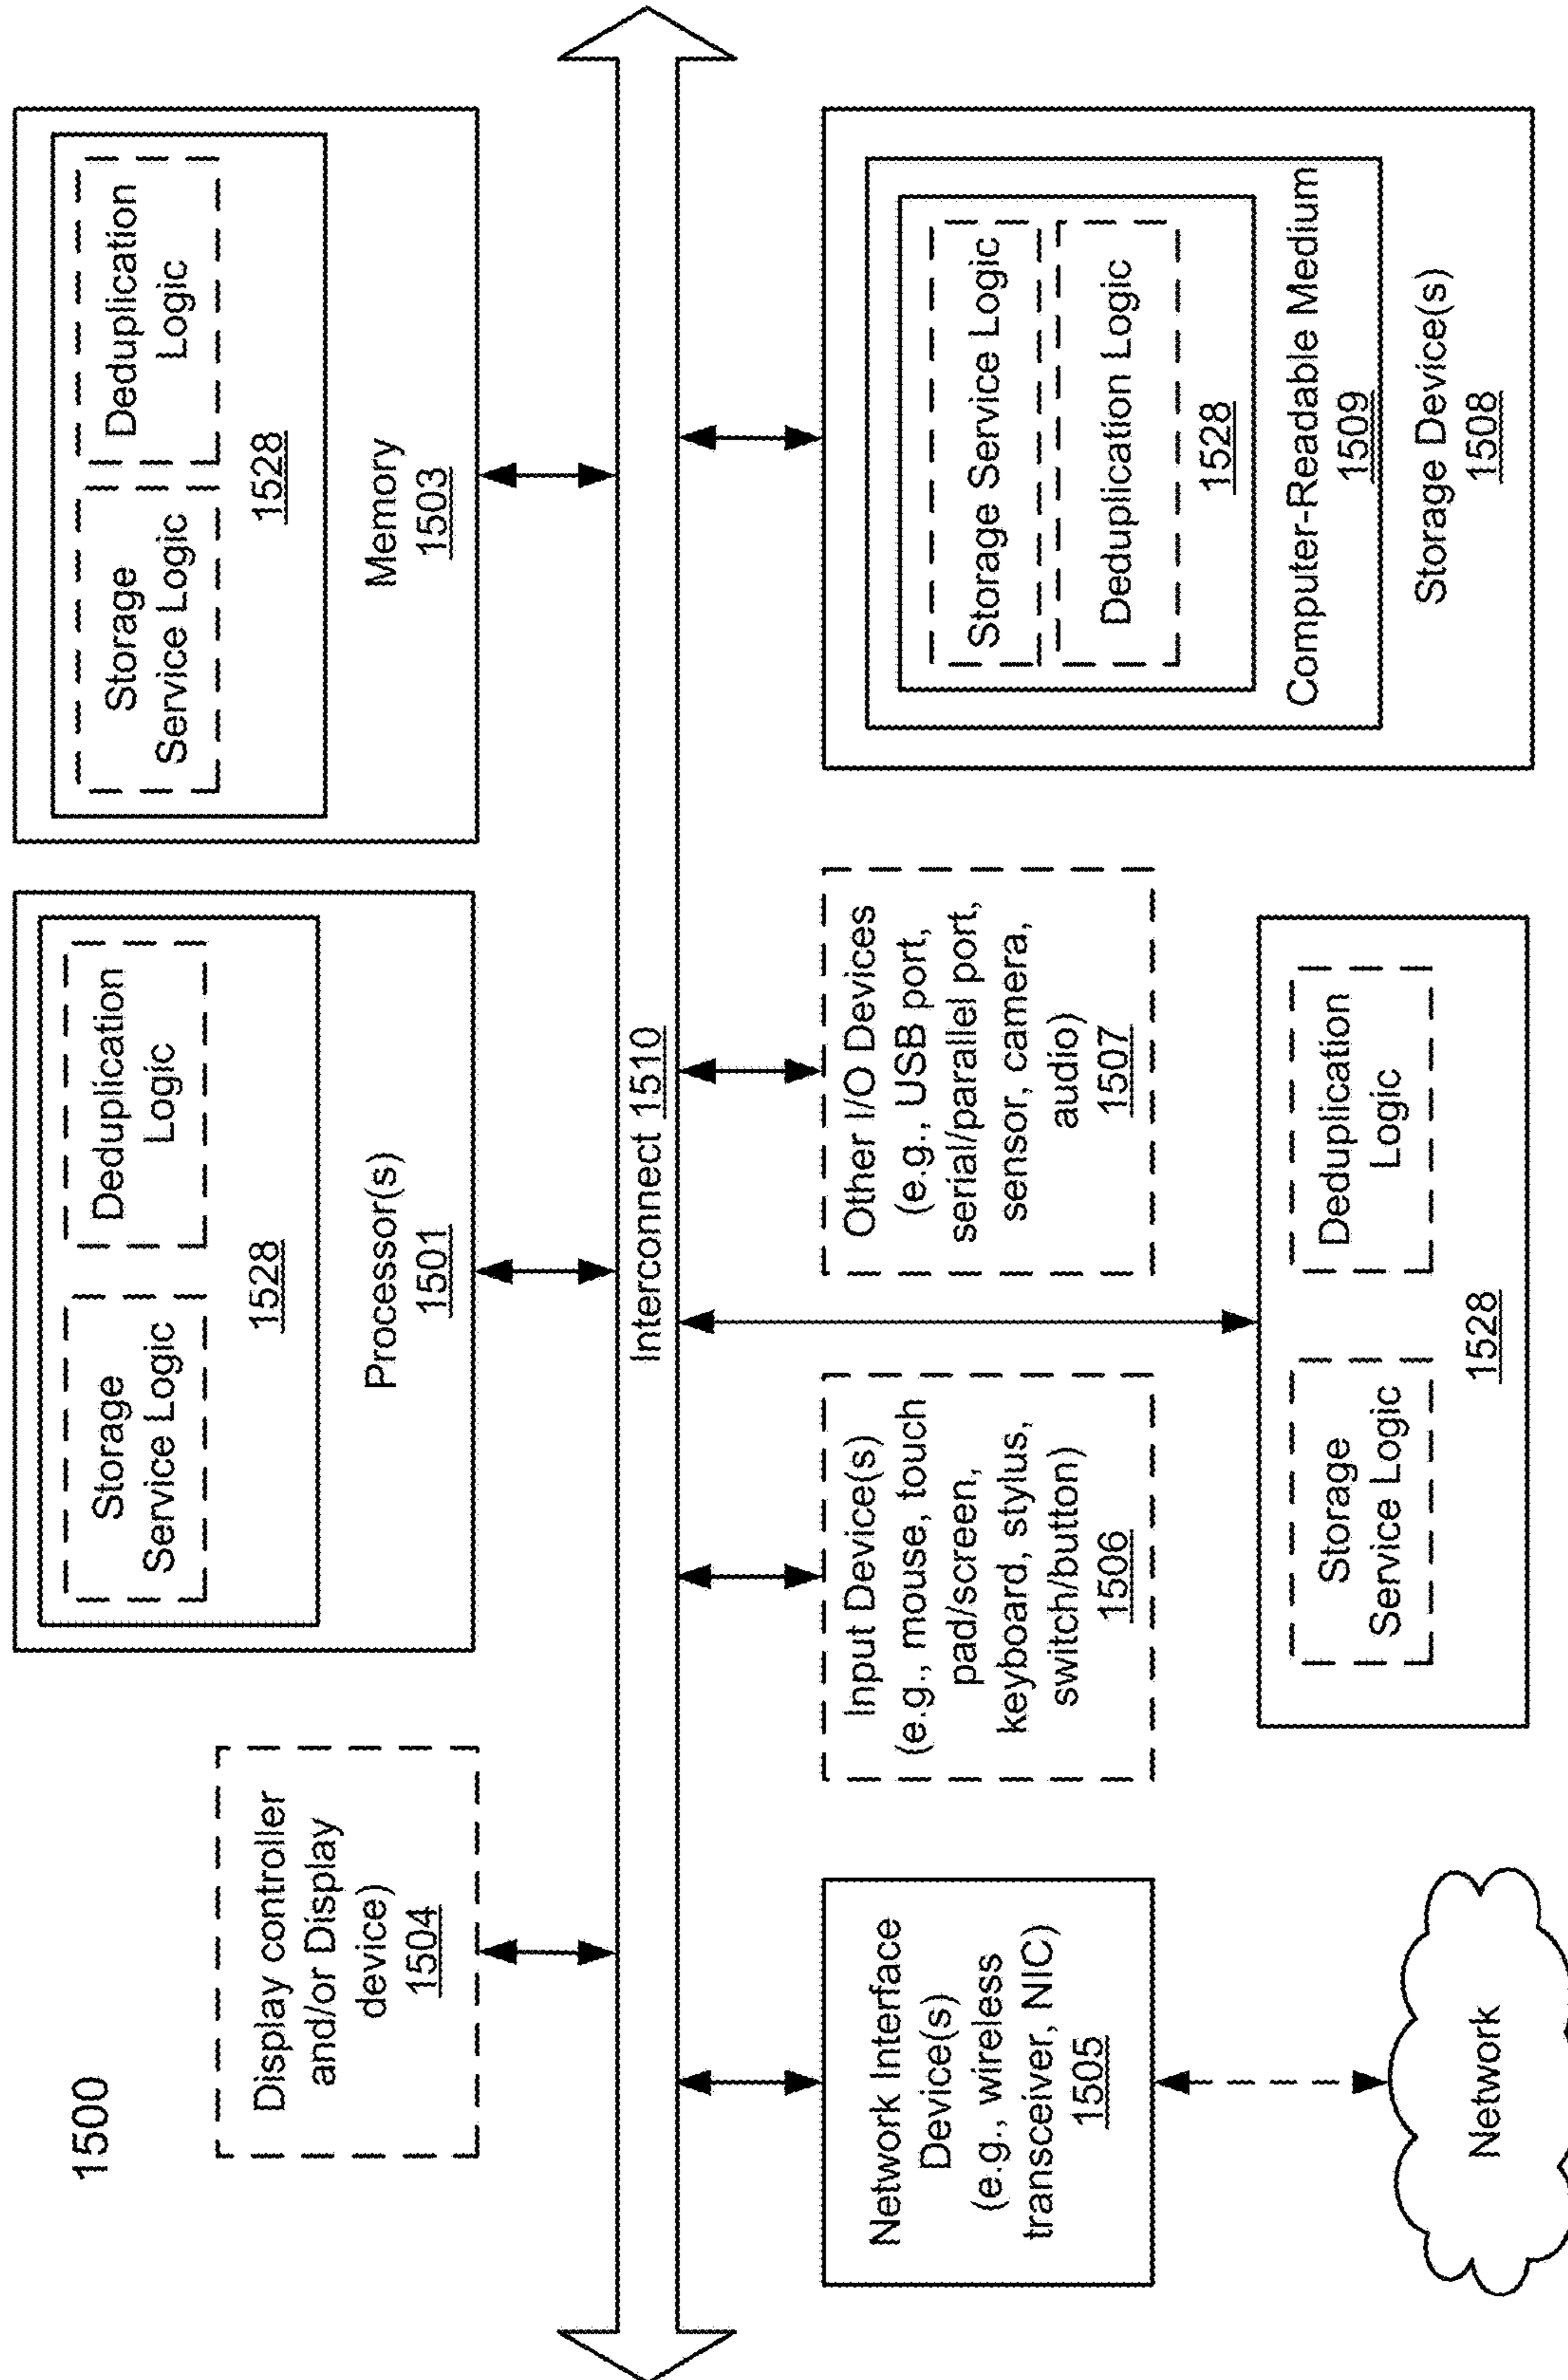 1500
Display controller
and/or Display
device)
1504
Storage
Service Logic
Deduplication
Logic
1528
Processor(s)
1501
Storage
Service Logic
Deduplication
Logic
1528
Memory
1503
Interconnect 1510
Network Interface
Device(s)
(e.g., wireless
transceiver, NIC)
1505
Input Device(s)
(e.g., mouse, touch
pad/screen,
keyboard, stylus,
switch/button)
1506
Other I/O Devices
(e.g., USB port,
serial/parallel port,
sensor, camera,
audio)
1507
Storage Service Logic
Deduplication Logic
1528
Computer-Readable Medium
1509
Storage Device(s)
1508
Network
Storage
Service Logic
Deduplication
Logic
1528